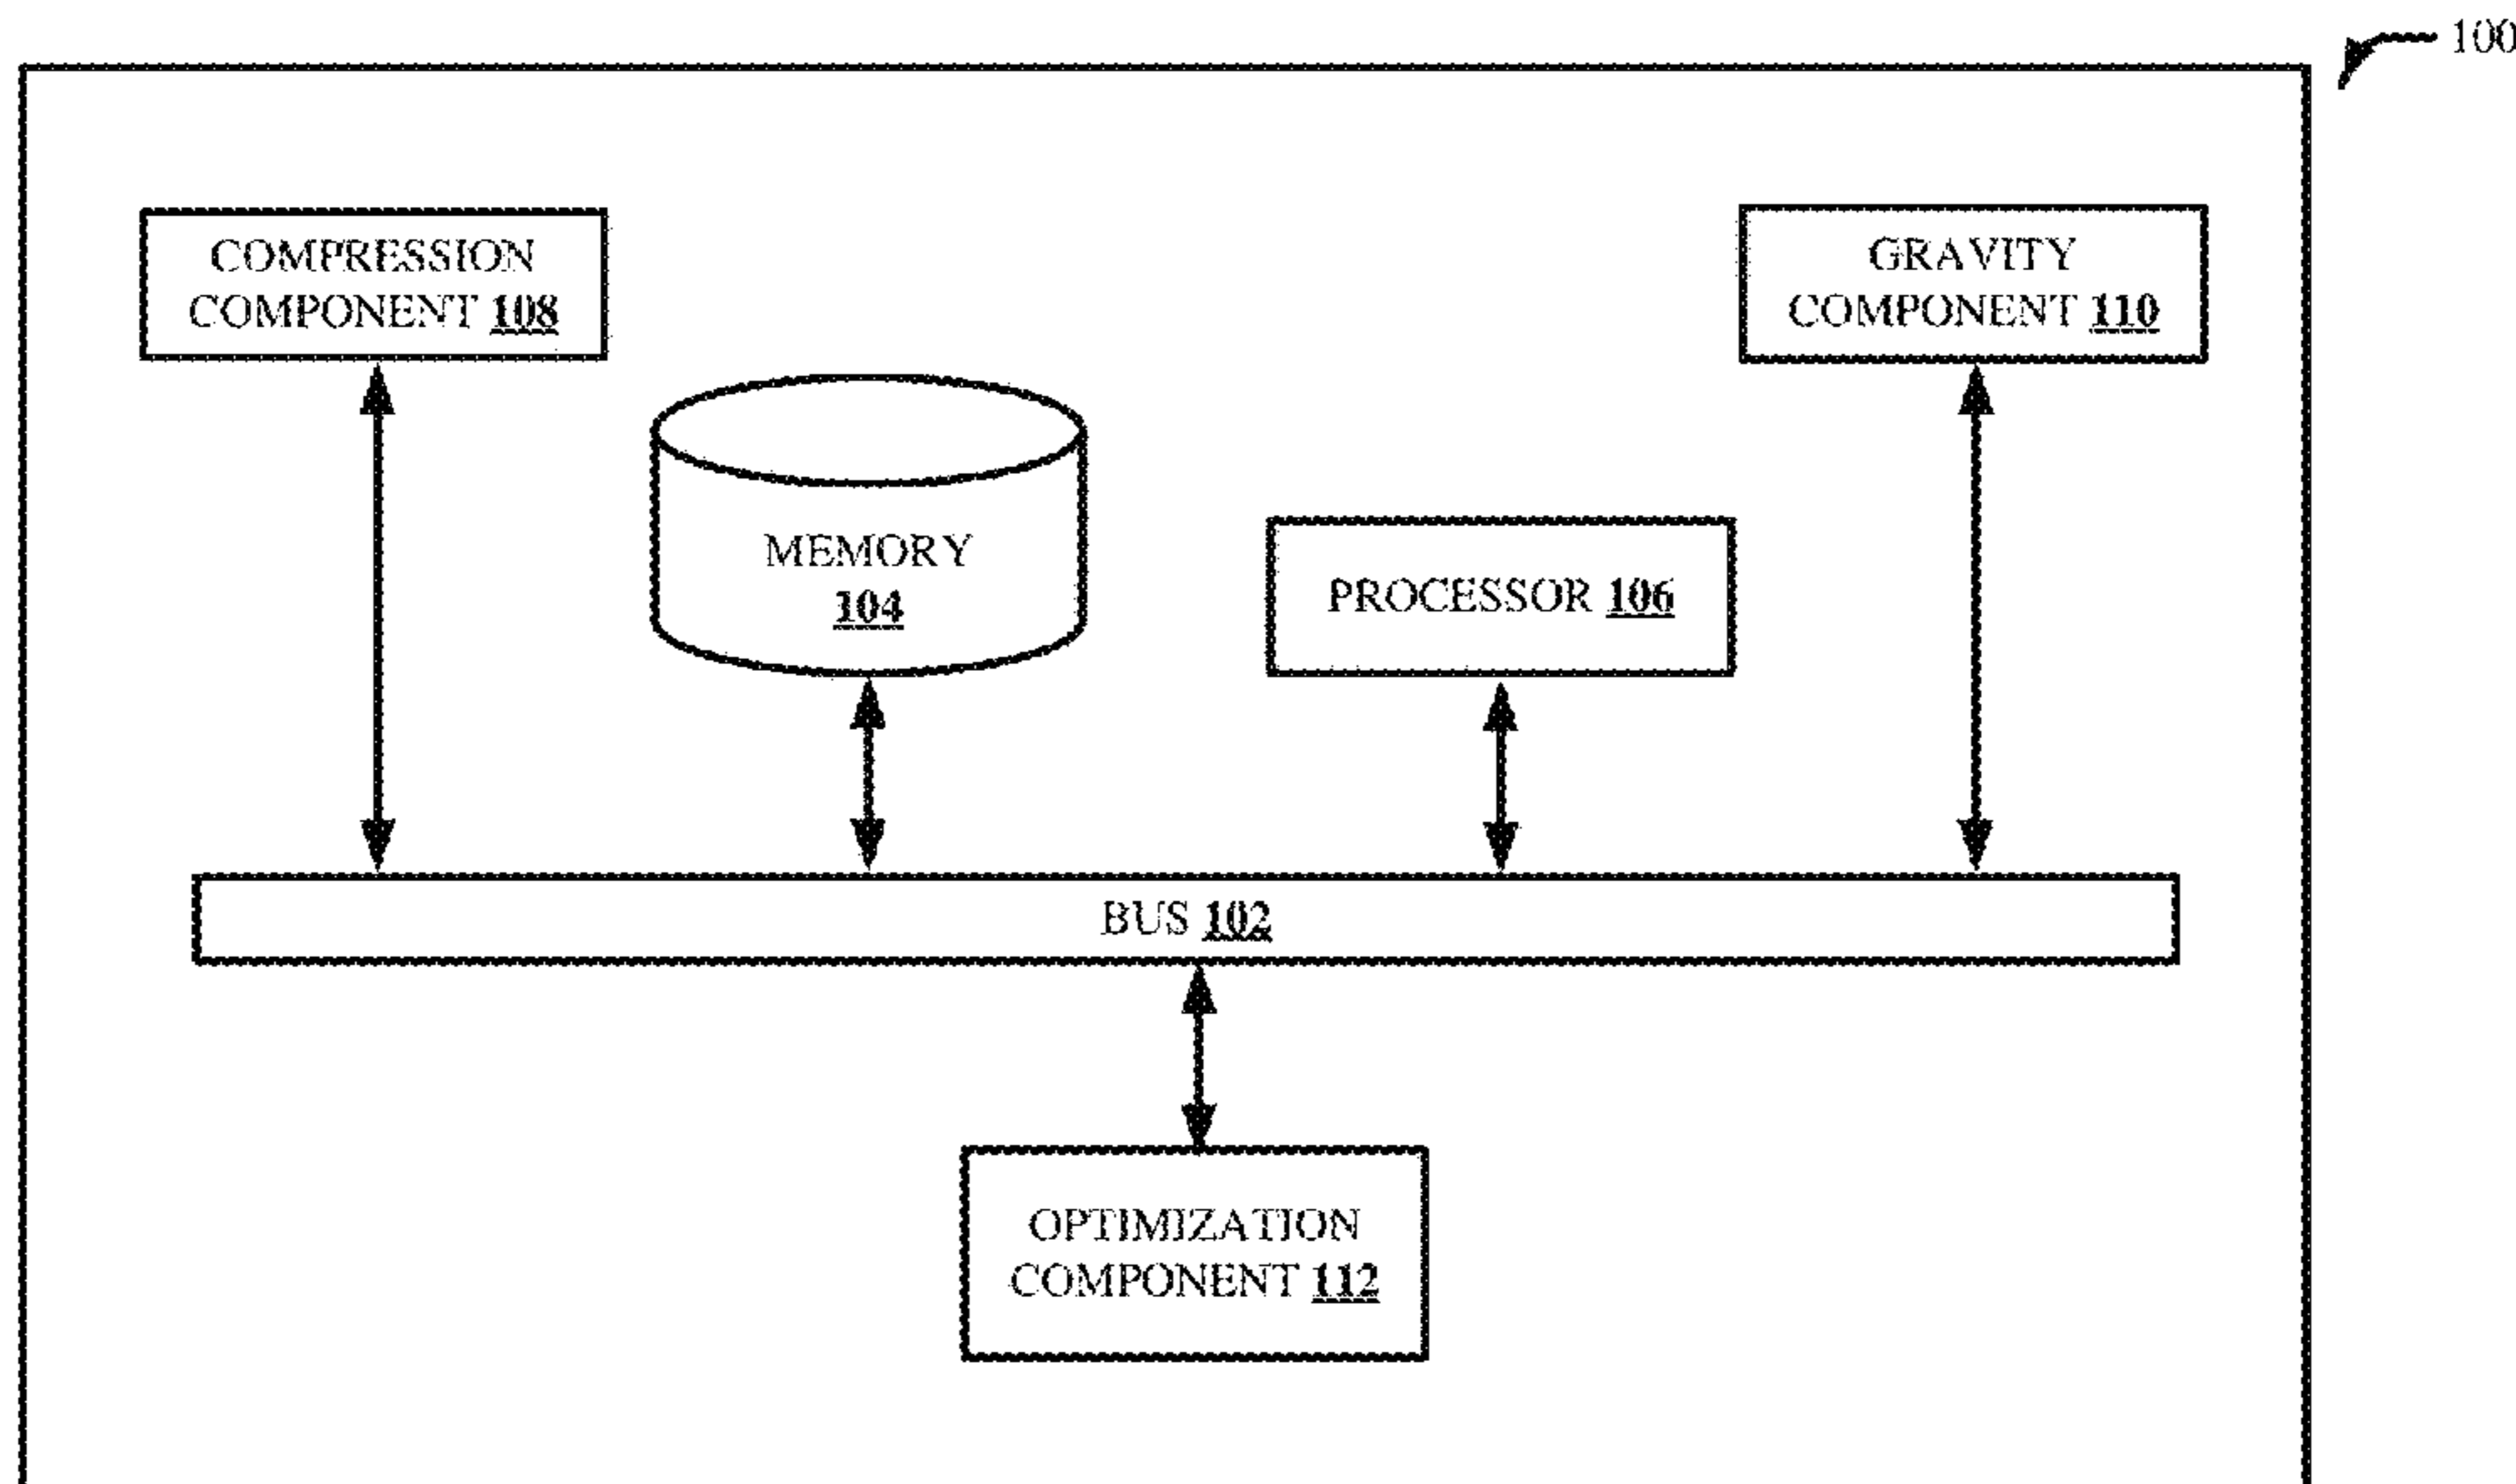 100
COMPRESSION
COMPONENT 108
GRAVITY
COMPONENT 110
MEMORY
104
PROCESSOR 106
BUS 102
OPTIMIZATION
COMPONENT 112